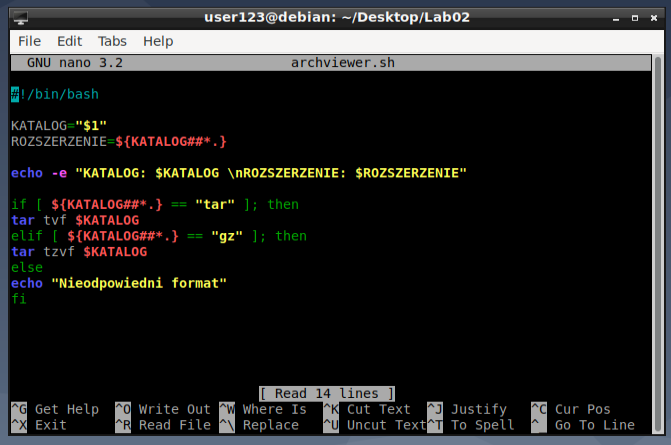 user123@debian: ~/Desktop/Lab02
File Edit Tabs Help
GNU nano 3.2 archviewer.sh
#!/bin/bash
KATALOG="$1"
ROZSZERZENIE=${KATALOG##*.}
echo -e "KATALOG: $KATALOG \nROZSZERZENIE: $ROZSZERZENIE"
if [ ${KATALOG##*.} == "tar" ]; then
tar tvf $KATALOG
elif [ ${KATALOG##*.} == "gz" ]; then
tar tzvf $KATALOG
else
echo "Nieodpowiedni format"
fi
[ Read 14 lines ]
^G Get Help ^O Write Out ^W Where Is ^K Cut Text ^J Justify ^C Cur Pos
^X Exit ^R Read File ^\ Replace ^U Uncut Text ^T To Spell ^_ Go To Line